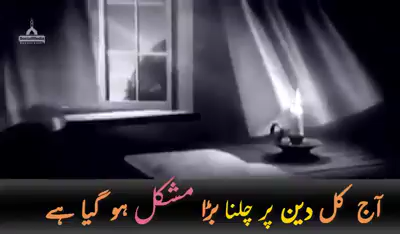 آج کل دین پر چلنا بڑا مشکل ہو گیا ہے